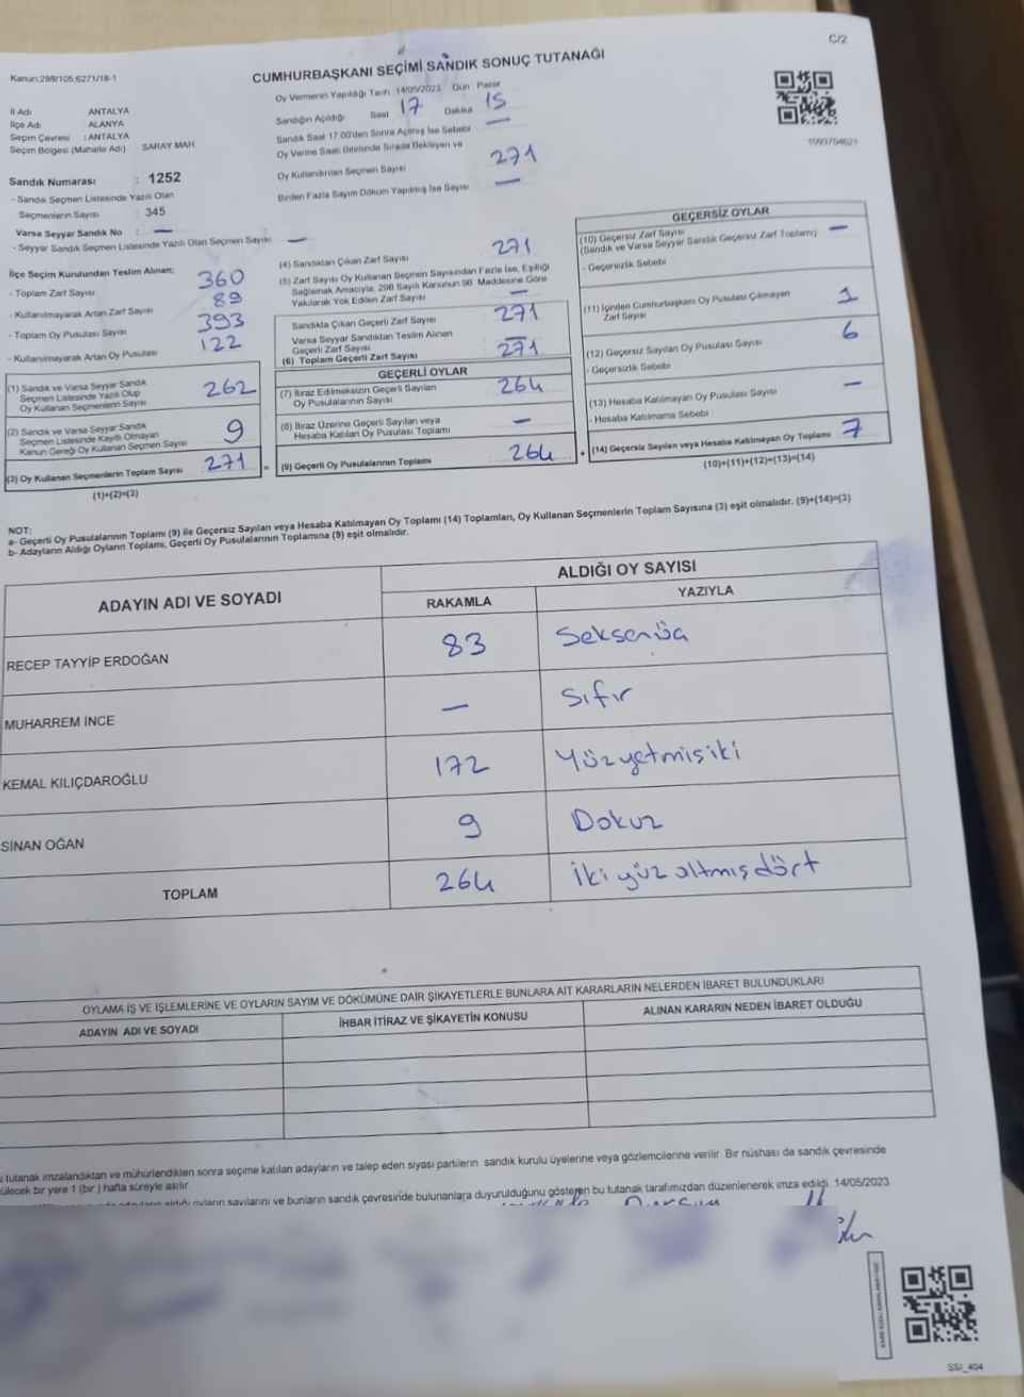 C/2
Kanun:298/105;6271/18-1
CUMHURBAŞKANI SEÇİMİ SANDIK SONUÇ TUTANAĞI
Oy Vermenin Yapıldığı Tarih 14/05/2023 Gün Pazar
İl Adı ANTALYA
Sandığın Açıldığı Saat 17 Dakika 15
İlçe Adı ALANYA
Sandık Saat 17.00'den Sonra Açılmış İse Sebebi —
Seçim Çevresi : ANTALYA
Oy Verme Saati Bitiminde Sırada Bekleyen ve
Oy Kullandırılan Seçmen Sayısı 271
Seçim Bölgesi (Mahalle Adı) SARAY MAH
Birden Fazla Sayım Döküm Yapılmış İse Sayısı —
Sandık Numarası : 1252
- Sandık Seçmen Listesinde Yazılı Olan
Seçmenlerin Sayısı 345
Varsa Seyyar Sandık No : —
- Seyyar Sandık Seçmen Listesinde Yazılı Olan Seçmen Sayısı —
İlçe Seçim Kurulundan Teslim Alınan:
- Toplam Zarf Sayısı 360
- Kullanılmayarak Artan Zarf Sayısı 89
- Toplam Oy Pusulası Sayısı 393
- Kullanılmayarak Artan Oy Pusulası 122
(1) Sandık ve Varsa Seyyar Sandık
Seçmen Listesinde Yazılı Olup
Oy Kullanan Seçmenlerin Sayısı 262
(2) Sandık ve Varsa Seyyar Sandık
Seçmen Listesinde Kayıtlı Olmayan
Kanun Gereği Oy Kullanan Seçmen Sayısı 9
(3) Oy Kullanan Seçmenlerin Toplam Sayısı 271
(1)+(2)=(3)
(4) Sandıktan Çıkan Zarf Sayısı 271
(5) Zarf Sayısı Oy Kullanan Seçmen Sayısından Fazla İse, Eşitliği
Sağlamak Amacıyla, 298 Sayılı Kanunun 98. Maddesine Göre
Yakılarak Yok Edilen Zarf Sayısı —
Sandıkta Çıkan Geçerli Zarf Sayısı 271
Varsa Seyyar Sandıktan Teslim Alınan
Geçerli Zarf Sayısı —
(6) Toplam Geçerli Zarf Sayısı 271
GEÇERLİ OYLAR
(7) İtiraz Edilmeksizin Geçerli Sayılan
Oy Pusulalarının Sayısı 264
(8) İtiraz Üzerine Geçerli Sayılan veya
Hesaba Katılan Oy Pusulası Toplamı —
= (9) Geçerli Oy Pusulalarının Toplamı 264
GEÇERSİZ OYLAR
(10) Geçersiz Zarf Sayısı
(Sandık ve Varsa Seyyar Sandık Geçersiz Zarf Toplamı) —
- Geçersizlik Sebebi
(11) İçinden Cumhurbaşkanı Oy Pusulası Çıkmayan
Zarf Sayısı 1
(12) Geçersiz Sayılan Oy Pusulası Sayısı 6
- Geçersizlik Sebebi
(13) Hesaba Katılmayan Oy Pusulası Sayısı —
- Hesaba Katılmama Sebebi
+ (14) Geçersiz Sayılan veya Hesaba Katılmayan Oy Toplamı 7
(10)+(11)+(12)+(13)=(14)
NOT:
a- Geçerli Oy Pusulalarının Toplamı (9) ile Geçersiz Sayılan veya Hesaba Katılmayan Oy Toplamı (14) Toplamları, Oy Kullanan Seçmenlerin Toplam Sayısına (3) eşit olmalıdır. (9)+(14)=(3)
b- Adayların Aldığı Oyların Toplamı, Geçerli Oy Pusulalarının Toplamına (9) eşit olmalıdır.
ADAYIN ADI VE SOYADI
ALDIĞI OY SAYISI
RAKAMLA YAZIYLA
RECEP TAYYİP ERDOĞAN 83 Seksenüç
MUHARREM İNCE — Sıfır
KEMAL KILIÇDAROĞLU 172 Yüzyetmişiki
SİNAN OĞAN 9 Dokuz
TOPLAM 264 İki yüz altmışdört
OYLAMA İŞ VE İŞLEMLERİNE VE OYLARIN SAYIM VE DÖKÜMÜNE DAİR ŞİKAYETLERLE BUNLARA AİT KARARLARIN NELERDEN İBARET BULUNDUKLARI
ADAYIN ADI VE SOYADI İHBAR İTİRAZ VE ŞİKAYETİN KONUSU ALINAN KARARIN NEDEN İBARET OLDUĞU
tutanak imzalandıktan ve mühürlendikten sonra seçime katılan adayların ve talep eden siyasi partilerin sandık kurulu üyelerine veya gözlemcilerine verilir. Bir nüshası da sandık çevresinde
bir yere 1 (bir) hafta süreyle asılır.
oyların sayılarını ve bunların sandık çevresinde bulunanlara duyurulduğunu gösteren bu tutanak tarafımızdan düzenlenerek imza edildi. 14/05/2023
SSI_404